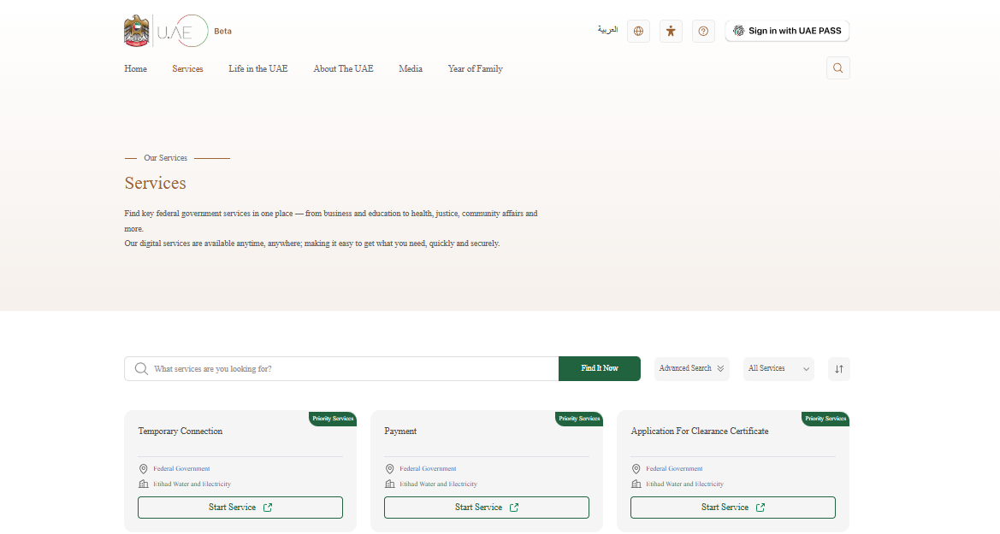 U.AE
Beta
العربية
Sign in with UAE PASS
Home
Services
Life in the UAE
About The UAE
Media
Year of Family
Our Services
Services
Find key federal government services in one place — from business and education to health, justice, community affairs and
more.
Our digital services are available anytime, anywhere; making it easy to get what you need, quickly and securely.
What services are you looking for?
Find It Now
Advanced Search
All Services
Priority Services
Temporary Connection
Federal Government
Etihad Water and Electricity
Start Service
Priority Services
Payment
Federal Government
Etihad Water and Electricity
Start Service
Priority Services
Application For Clearance Certificate
Federal Government
Etihad Water and Electricity
Start Service